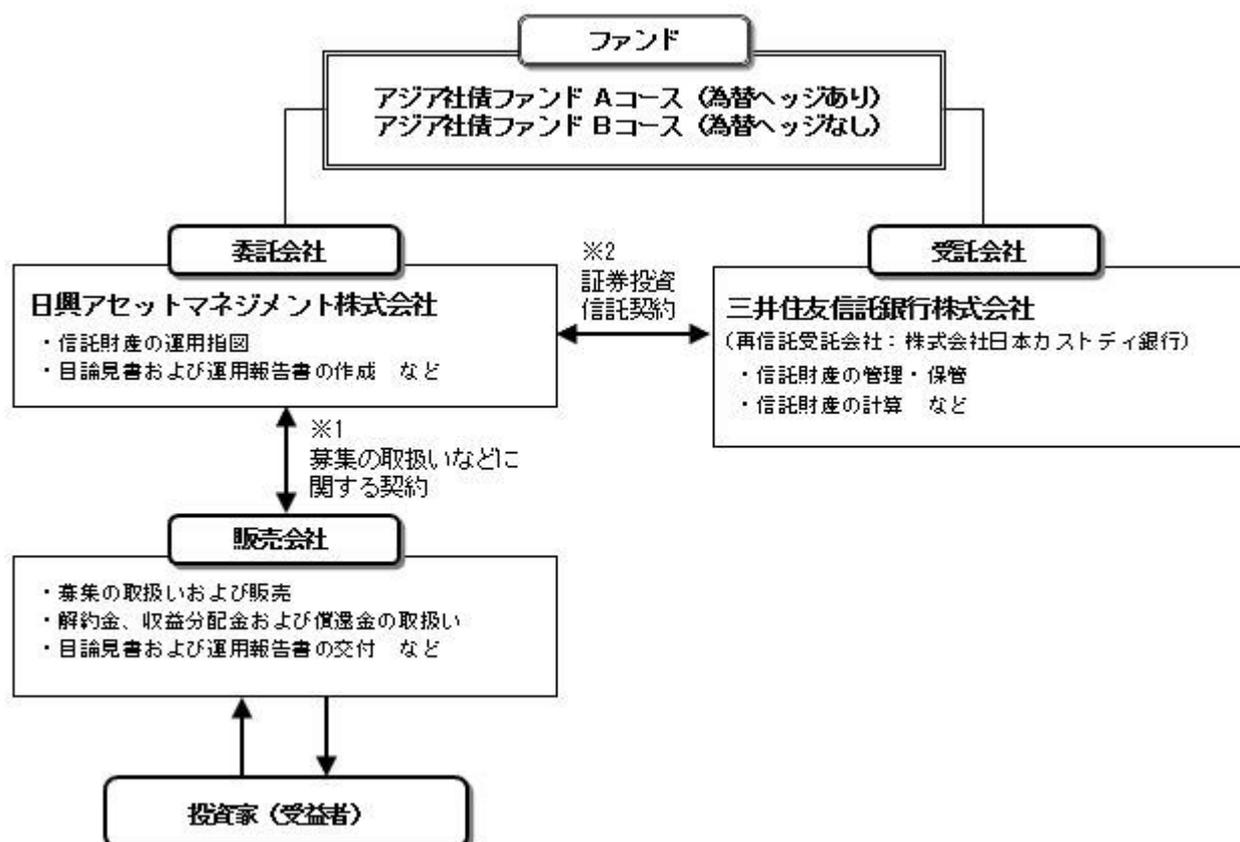 ファンド
アジア社債ファンド Aコース（為替ヘッジあり）
アジア社債ファンド Bコース（為替ヘッジなし）
委託会社
日興アセットマネジメント株式会社
・信託財産の運用指図
・目論見書および運用報告書の作成　など
※2
証券投資
信託契約
受託会社
三井住友信託銀行株式会社
（再信託受託会社：株式会社日本カストディ銀行）
・信託財産の管理・保管
・信託財産の計算　など
※1
募集の取扱いなどに
関する契約
販売会社
・募集の取扱いおよび販売
・解約金、収益分配金および償還金の取扱い
・目論見書および運用報告書の交付　など
投資家（受益者）